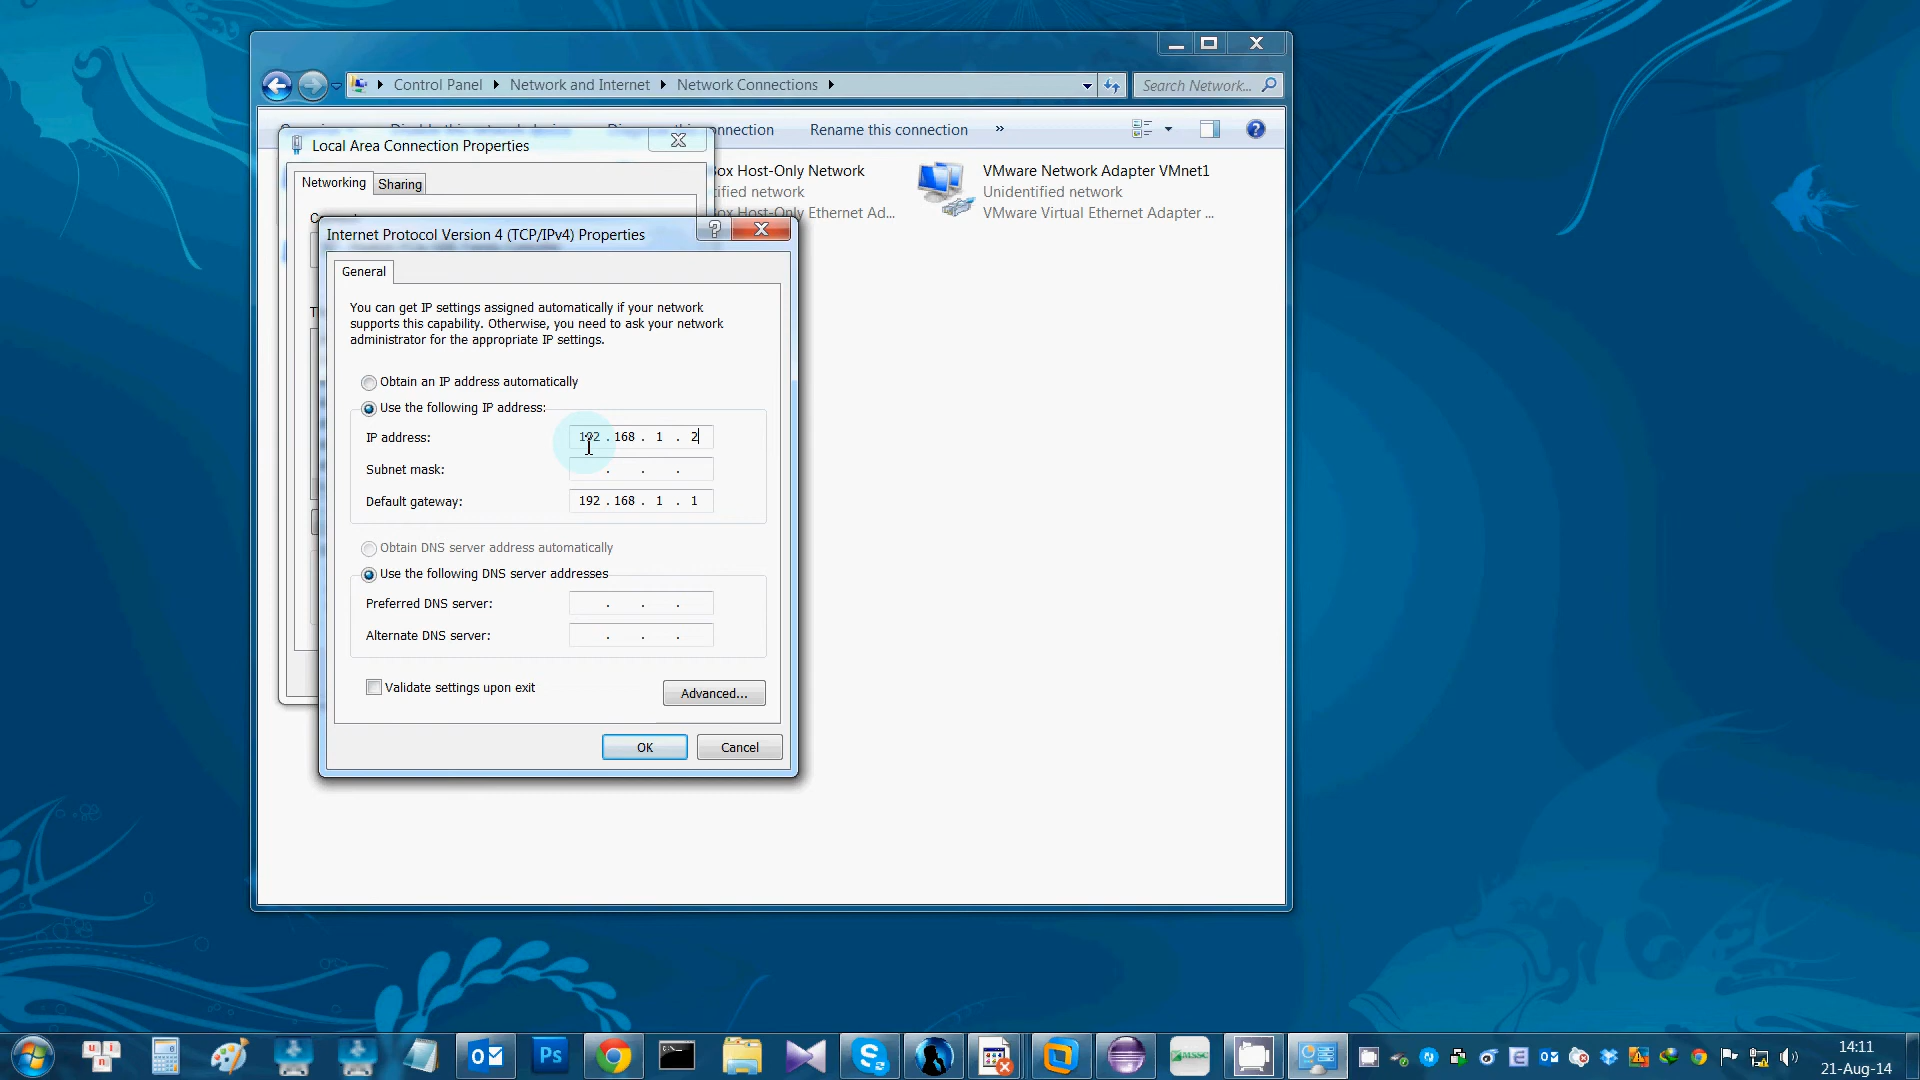 Control Panel
Network and Internet
Network Connections
Search Network...
onnection
Rename this connection
»
Local Area Connection Properties
ox Host-Only Network
VMware Network Adapter VMnet1
Networking
Sharing
tified network
Unidentified network
ox Host-Only Ethernet Ad...
VMware Virtual Ethernet Adapter ...
Internet Protocol Version 4 (TCP/IPv4) Properties
General
You can get IP settings assigned automatically if your network
supports this capability. Otherwise, you need to ask your network
administrator for the appropriate IP settings.
Obtain an IP address automatically
Use the following IP address:
IP address:
192 . 168 . 1 . 2
Subnet mask:
. . .
Default gateway:
192 . 168 . 1 . 1
Obtain DNS server address automatically
Use the following DNS server addresses
Preferred DNS server:
. . .
Alternate DNS server:
. . .
Validate settings upon exit
Advanced...
OK
Cancel
u n i
Ps
MSSC
14:11
21-Aug-14